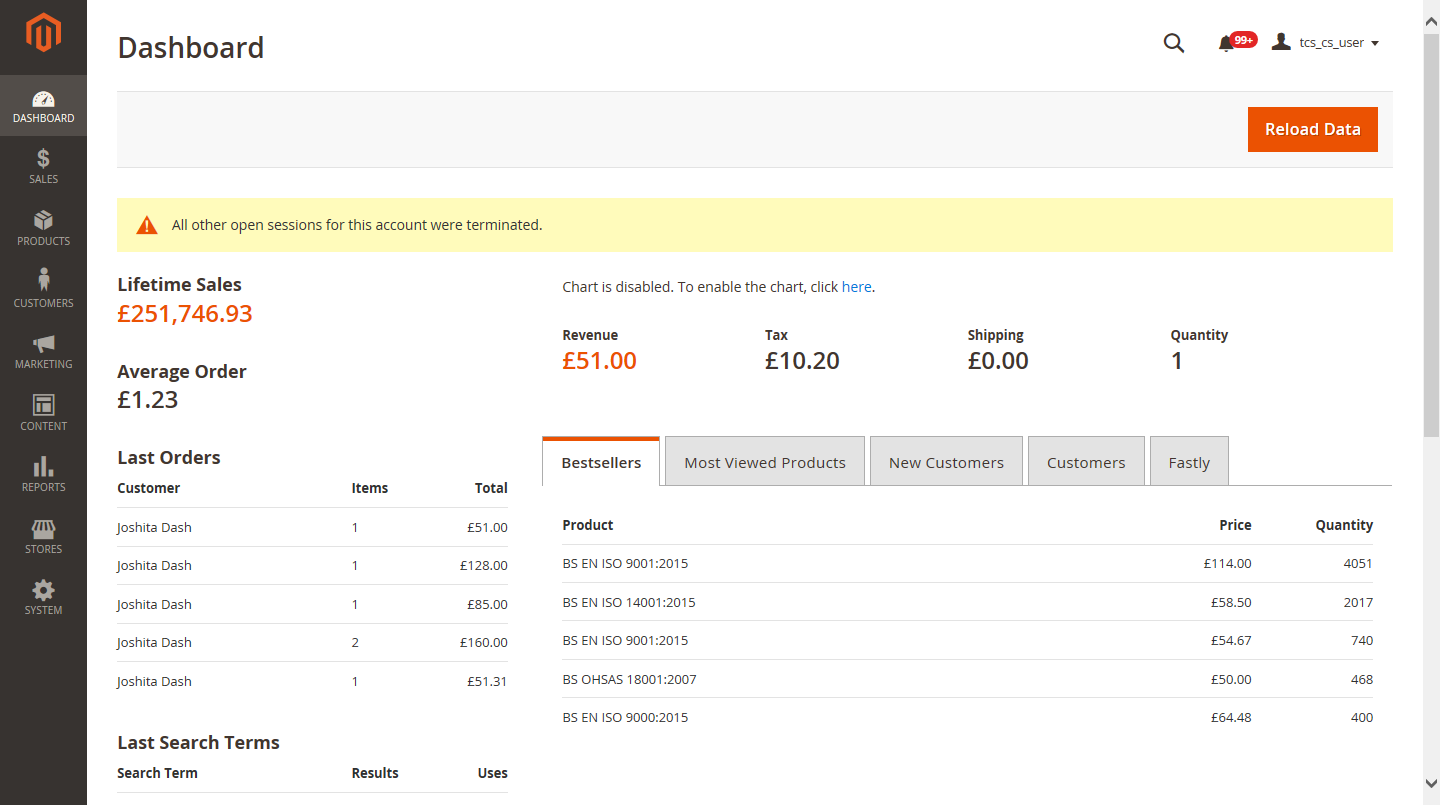 Dashboard
99+
tcs_cs_user
DASHBOARD
SALES
PRODUCTS
CUSTOMERS
MARKETING
CONTENT
REPORTS
STORES
SYSTEM
Reload Data
All other open sessions for this account were terminated.
Lifetime Sales
£251,746.93
Average Order
£1.23
Last Orders
Customer Items Total
Joshita Dash 1 £51.00
Joshita Dash 1 £128.00
Joshita Dash 1 £85.00
Joshita Dash 2 £160.00
Joshita Dash 1 £51.31
Last Search Terms
Search Term Results Uses
Chart is disabled. To enable the chart, click here.
Revenue Tax Shipping Quantity
£51.00 £10.20 £0.00 1
Bestsellers Most Viewed Products New Customers Customers Fastly
Product Price Quantity
BS EN ISO 9001:2015 £114.00 4051
BS EN ISO 14001:2015 £58.50 2017
BS EN ISO 9001:2015 £54.67 740
BS OHSAS 18001:2007 £50.00 468
BS EN ISO 9000:2015 £64.48 400